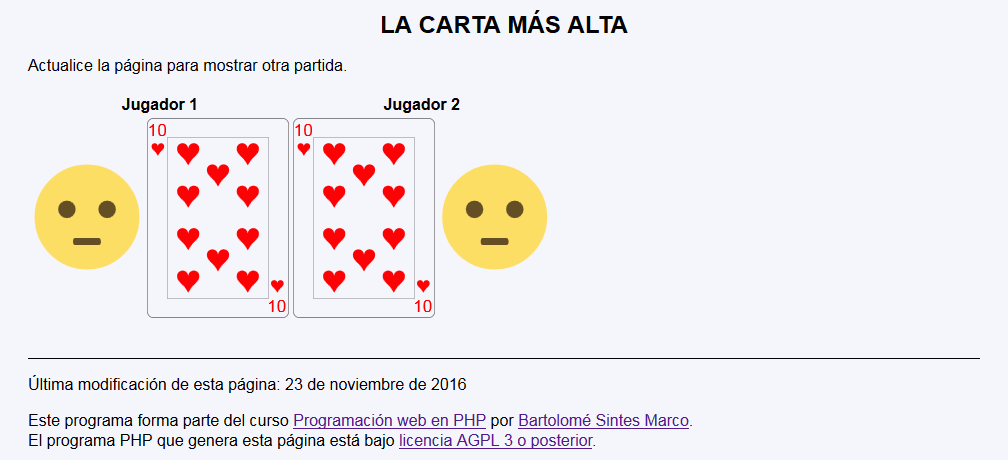 LA CARTA MÁS ALTA
Actualice la página para mostrar otra partida.
Jugador 1 Jugador 2
10 10
10 10
Última modificación de esta página: 23 de noviembre de 2016
Este programa forma parte del curso Programación web en PHP por Bartolomé Sintes Marco.
El programa PHP que genera esta página está bajo licencia AGPL 3 o posterior.